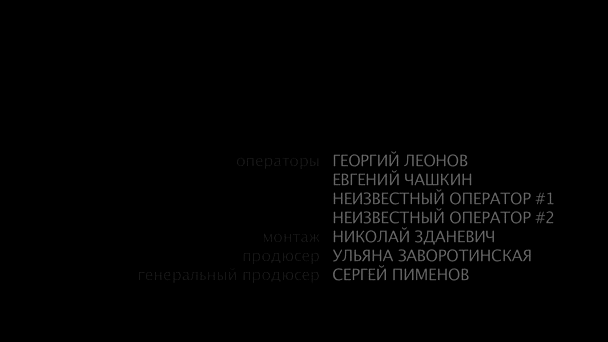 операторы ГЕОРГИЙ ЛЕОНОВ
ЕВГЕНИЙ ЧАШКИН
НЕИЗВЕСТНЫЙ ОПЕРАТОР #1
НЕИЗВЕСТНЫЙ ОПЕРАТОР #2
монтаж НИКОЛАЙ ЗДАНЕВИЧ
продюсер УЛЬЯНА ЗАВОРОТИНСКАЯ
генеральный продюсер СЕРГЕЙ ПИМЕНОВ